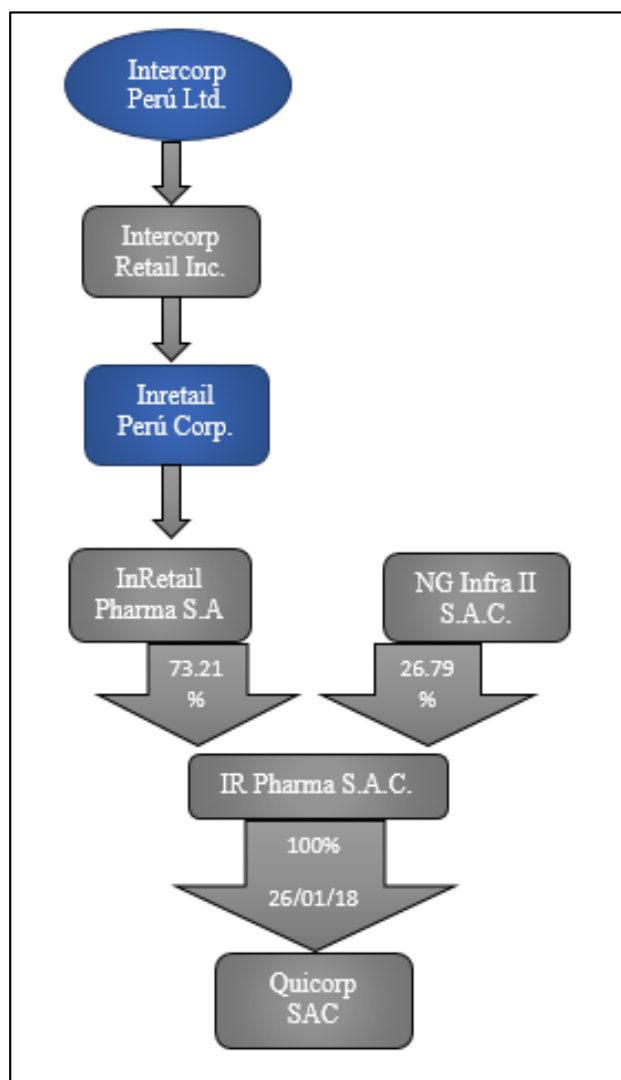 Intercorp
Perú Ltd.
Intercorp
Retail Inc.
Inretail
Perú Corp.
InRetail
Pharma S.A
NG Infra II
S.A.C.
73.21
%
26.79
%
IR Pharma S.A.C.
100%
26/01/18
Quicorp
SAC